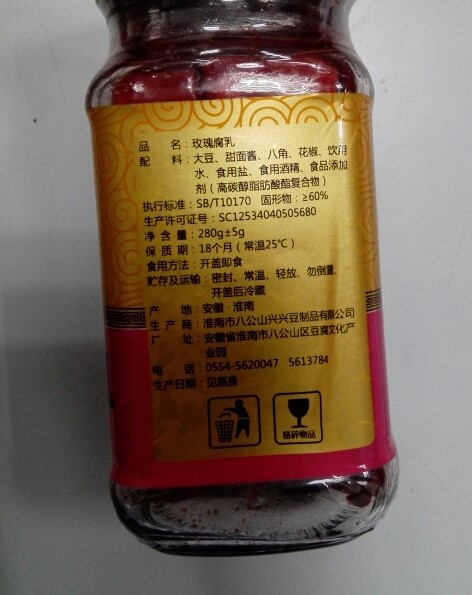 品 名：玫瑰腐乳
配 料：大豆、甜面酱、八角、花椒、饮用
水、食用盐、食用酒精、食品添加
剂（高碳醇脂肪酸酯复合物）
执行标准：SB/T10170 固形物：≥60%
生产许可证号：SC12534040505680
净 含 量：280g±5g
保 质 期：18个月（常温25℃）
食用方法：开盖即食
贮存及运输：密封、常温、轻放、勿倒置、
开盖后冷藏
产 地：安徽·淮南
生 产 商：淮南市八公山兴兴豆制品有限公司
厂 址：安徽省淮南市八公山区豆腐文化产
业园
电 话：0554-5620047 5613784
生产日期：见瓶身
易碎物品